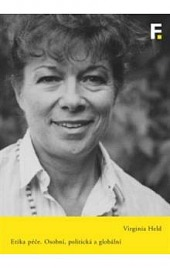 F.
Virginia Held
Etika péče. Osobní, politická a globální